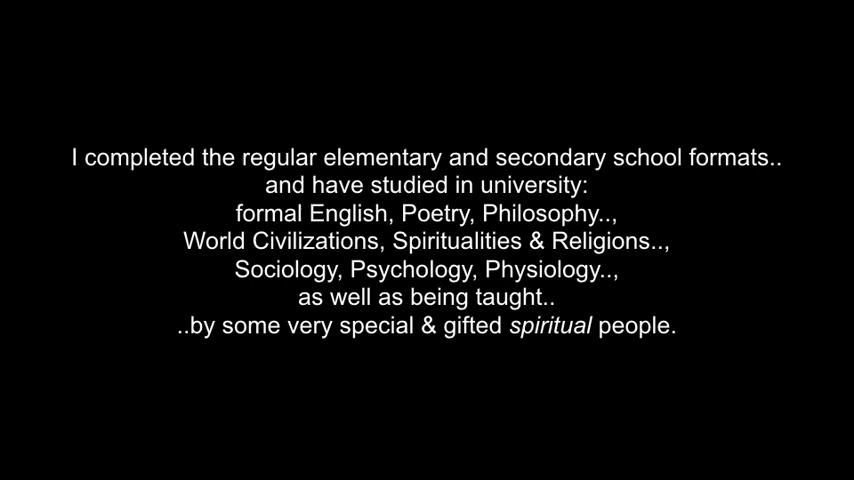 I completed the regular elementary and secondary school formats..
and have studied in university:
formal English, Poetry, Philosophy..,
World Civilizations, Spiritualities & Religions..,
Sociology, Psychology, Physiology..,
as well as being taught..
..by some very special & gifted spiritual people.